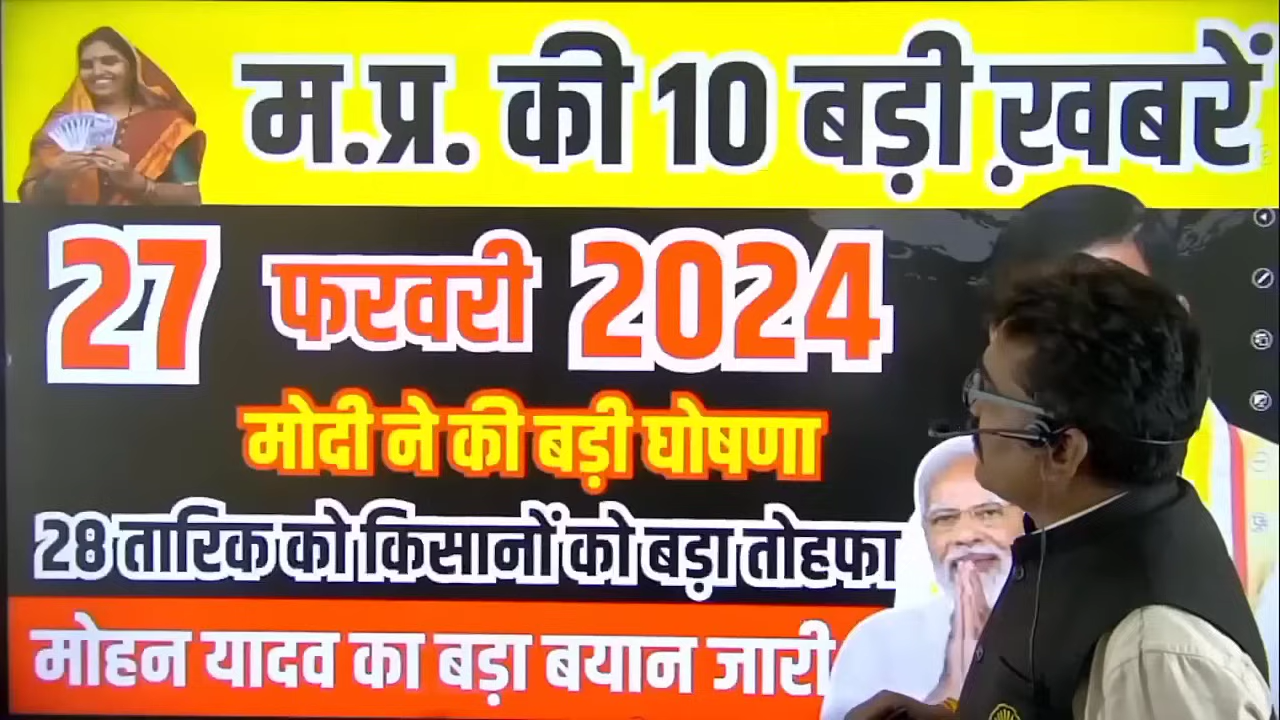 म.प्र. की 10 बड़ी ख़बरें
27 फरवरी 2024
मोदी ने की बड़ी घोषणा
28 तारिक को किसानों को बड़ा तोहफा
मोहन यादव का बड़ा बयान जारी